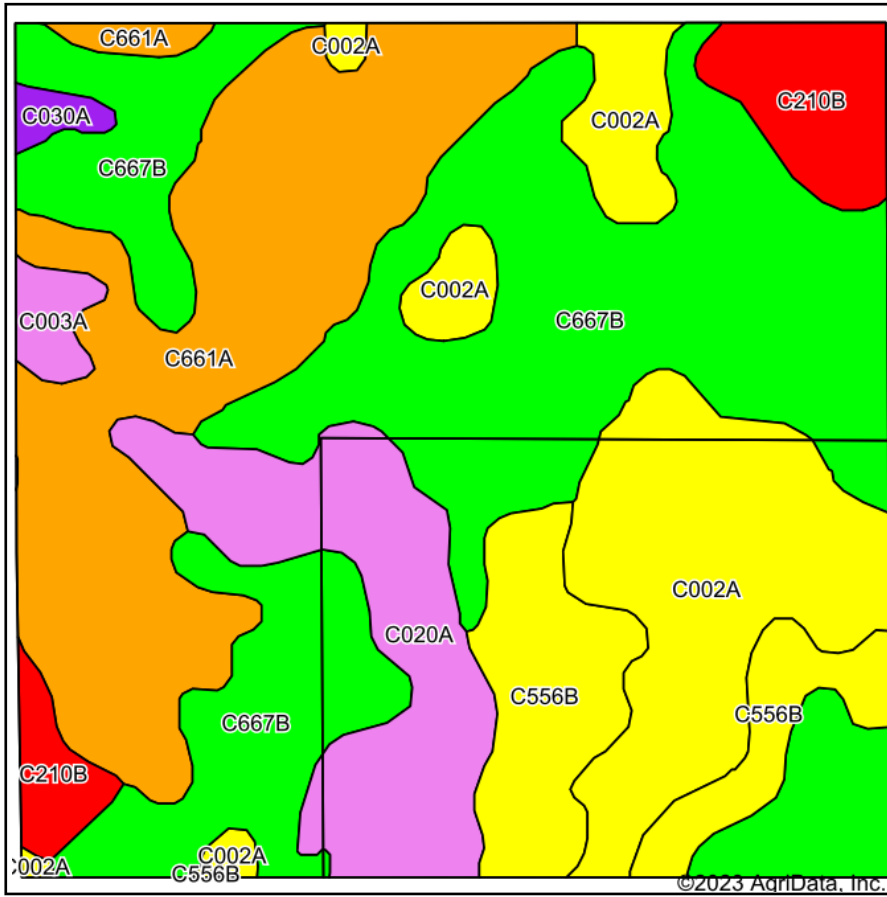 C661A
C002A
C210B
C030A
C002A
C667B
C002A
C003A
C667B
C661A
C002A
C020A
C556B
C556B
C667B
C210B
C002A
C002A
C556B
©2023 AgriData, Inc.